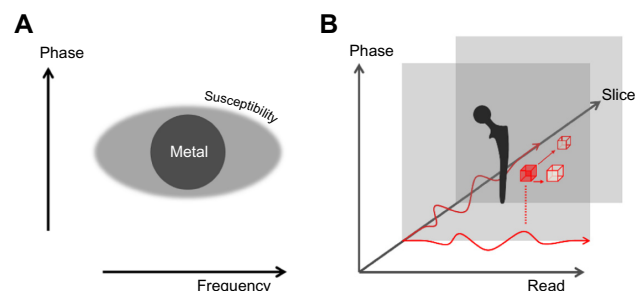 A
Phase
Susceptibility
Metal
Frequency
B
Phase
Slice
Read